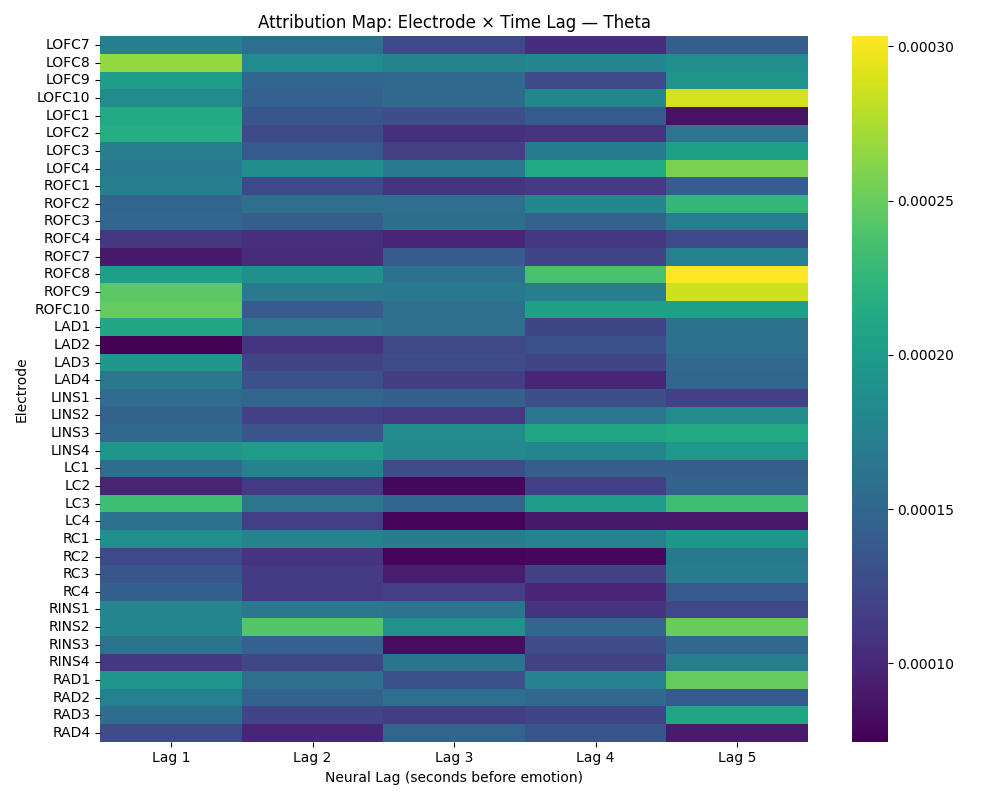 Attribution Map: Electrode × Time Lag — Theta
LOFC7
LOFC8
LOFC9
LOFC10
LOFC1
LOFC2
LOFC3
LOFC4
ROFC1
ROFC2
ROFC3
ROFC4
ROFC7
ROFC8
ROFC9
ROFC10
LAD1
LAD2
LAD3
LAD4
LINS1
LINS2
LINS3
LINS4
LC1
LC2
LC3
LC4
RC1
RC2
RC3
RC4
RINS1
RINS2
RINS3
RINS4
RAD1
RAD2
RAD3
RAD4
Electrode
Lag 1 Lag 2 Lag 3 Lag 4 Lag 5
Neural Lag (seconds before emotion)
0.00030
0.00025
0.00020
0.00015
0.00010